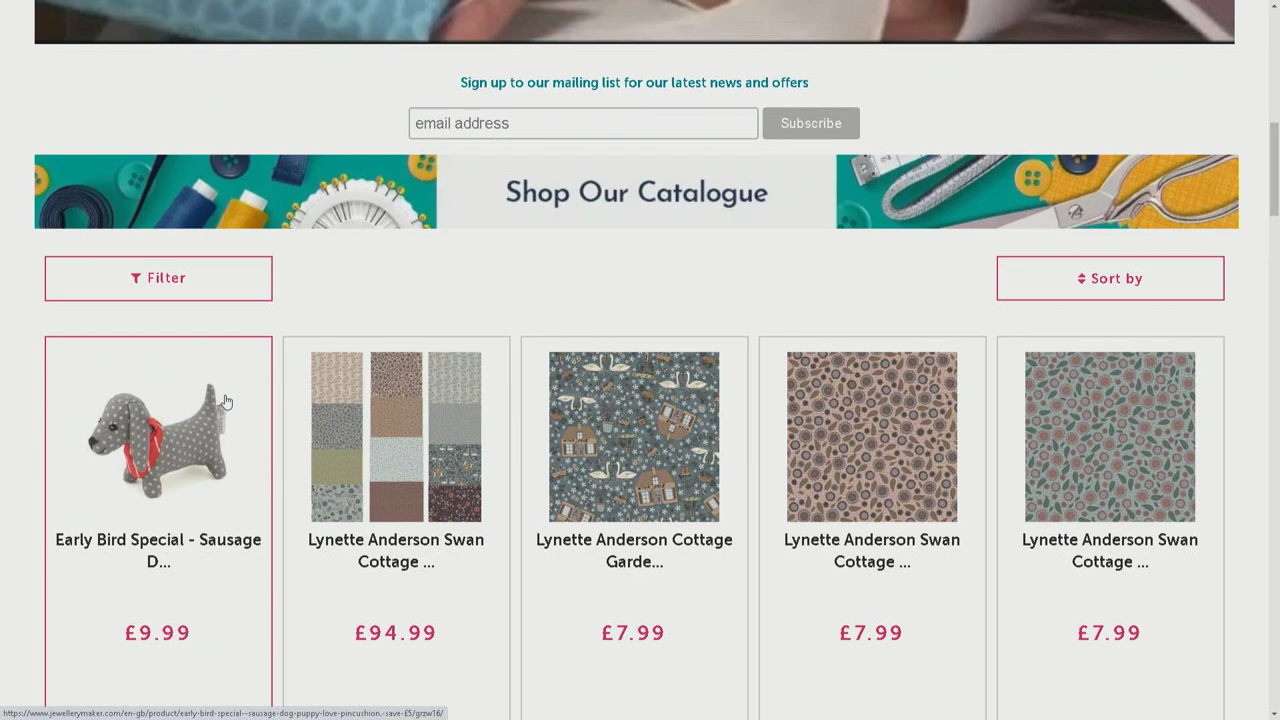 Sign up to our mailing list for our latest news and offers
email address
Subscribe
Shop Our Catalogue
Filter
Sort by
Early Bird Special - Sausage
D...
Lynette Anderson Swan
Cottage ...
Lynette Anderson Cottage
Garde...
Lynette Anderson Swan
Cottage ...
Lynette Anderson Swan
Cottage ...
£9.99
£94.99
£7.99
£7.99
£7.99
https://www.jewellerymaker.com/en-gb/product/early-bird-special--sausage-dog-puppy-love-pincushion.-save-£5/grzw16/